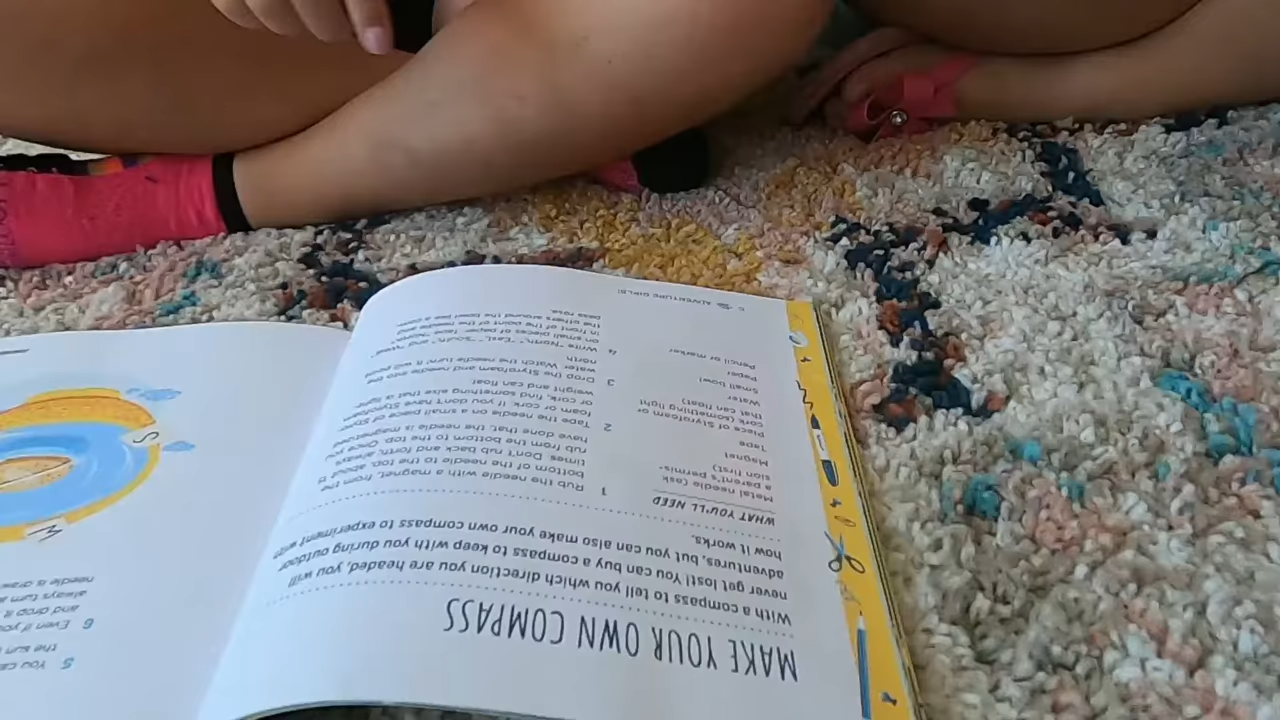 MAKE YOUR OWN COMPASS
With a compass to tell you which direction you are headed, you will
never get lost! You can buy a compass to keep with you during outdoor
adventures, but you can also make your own compass to experiment with
how it works.
WHAT YOU'LL NEED
Metal needle (ask
a parent's permis-
sion first)
Magnet
Tape
Piece of Styrofoam or
cork (something light
that can float)
Water
Small bowl
Paper
Pencil or marker
1 Rub the needle with a magnet, from the
bottom of the needle to the top, about
times. Don't rub back and forth, always
rub from the bottom to the top. Once you
have done that, the needle is magnetized
2 Tape the needle on a small piece of Styro-
foam or cork. If you don't have Styrofoam
or cork, find something else that is light-
weight and can float
3 Drop the Styrofoam and needle into the
water. Watch the needle
north
4 Write "North", "East", "South", and "West"
on small pieces of paper. Tape "North"
in front of the point of the needle and
the others around the bowl like a com-
pass rose.
ADVENTURE GIRLS!
5 You ca
the sun
6 Even if you
and drop it
always turn
needle is draw
S